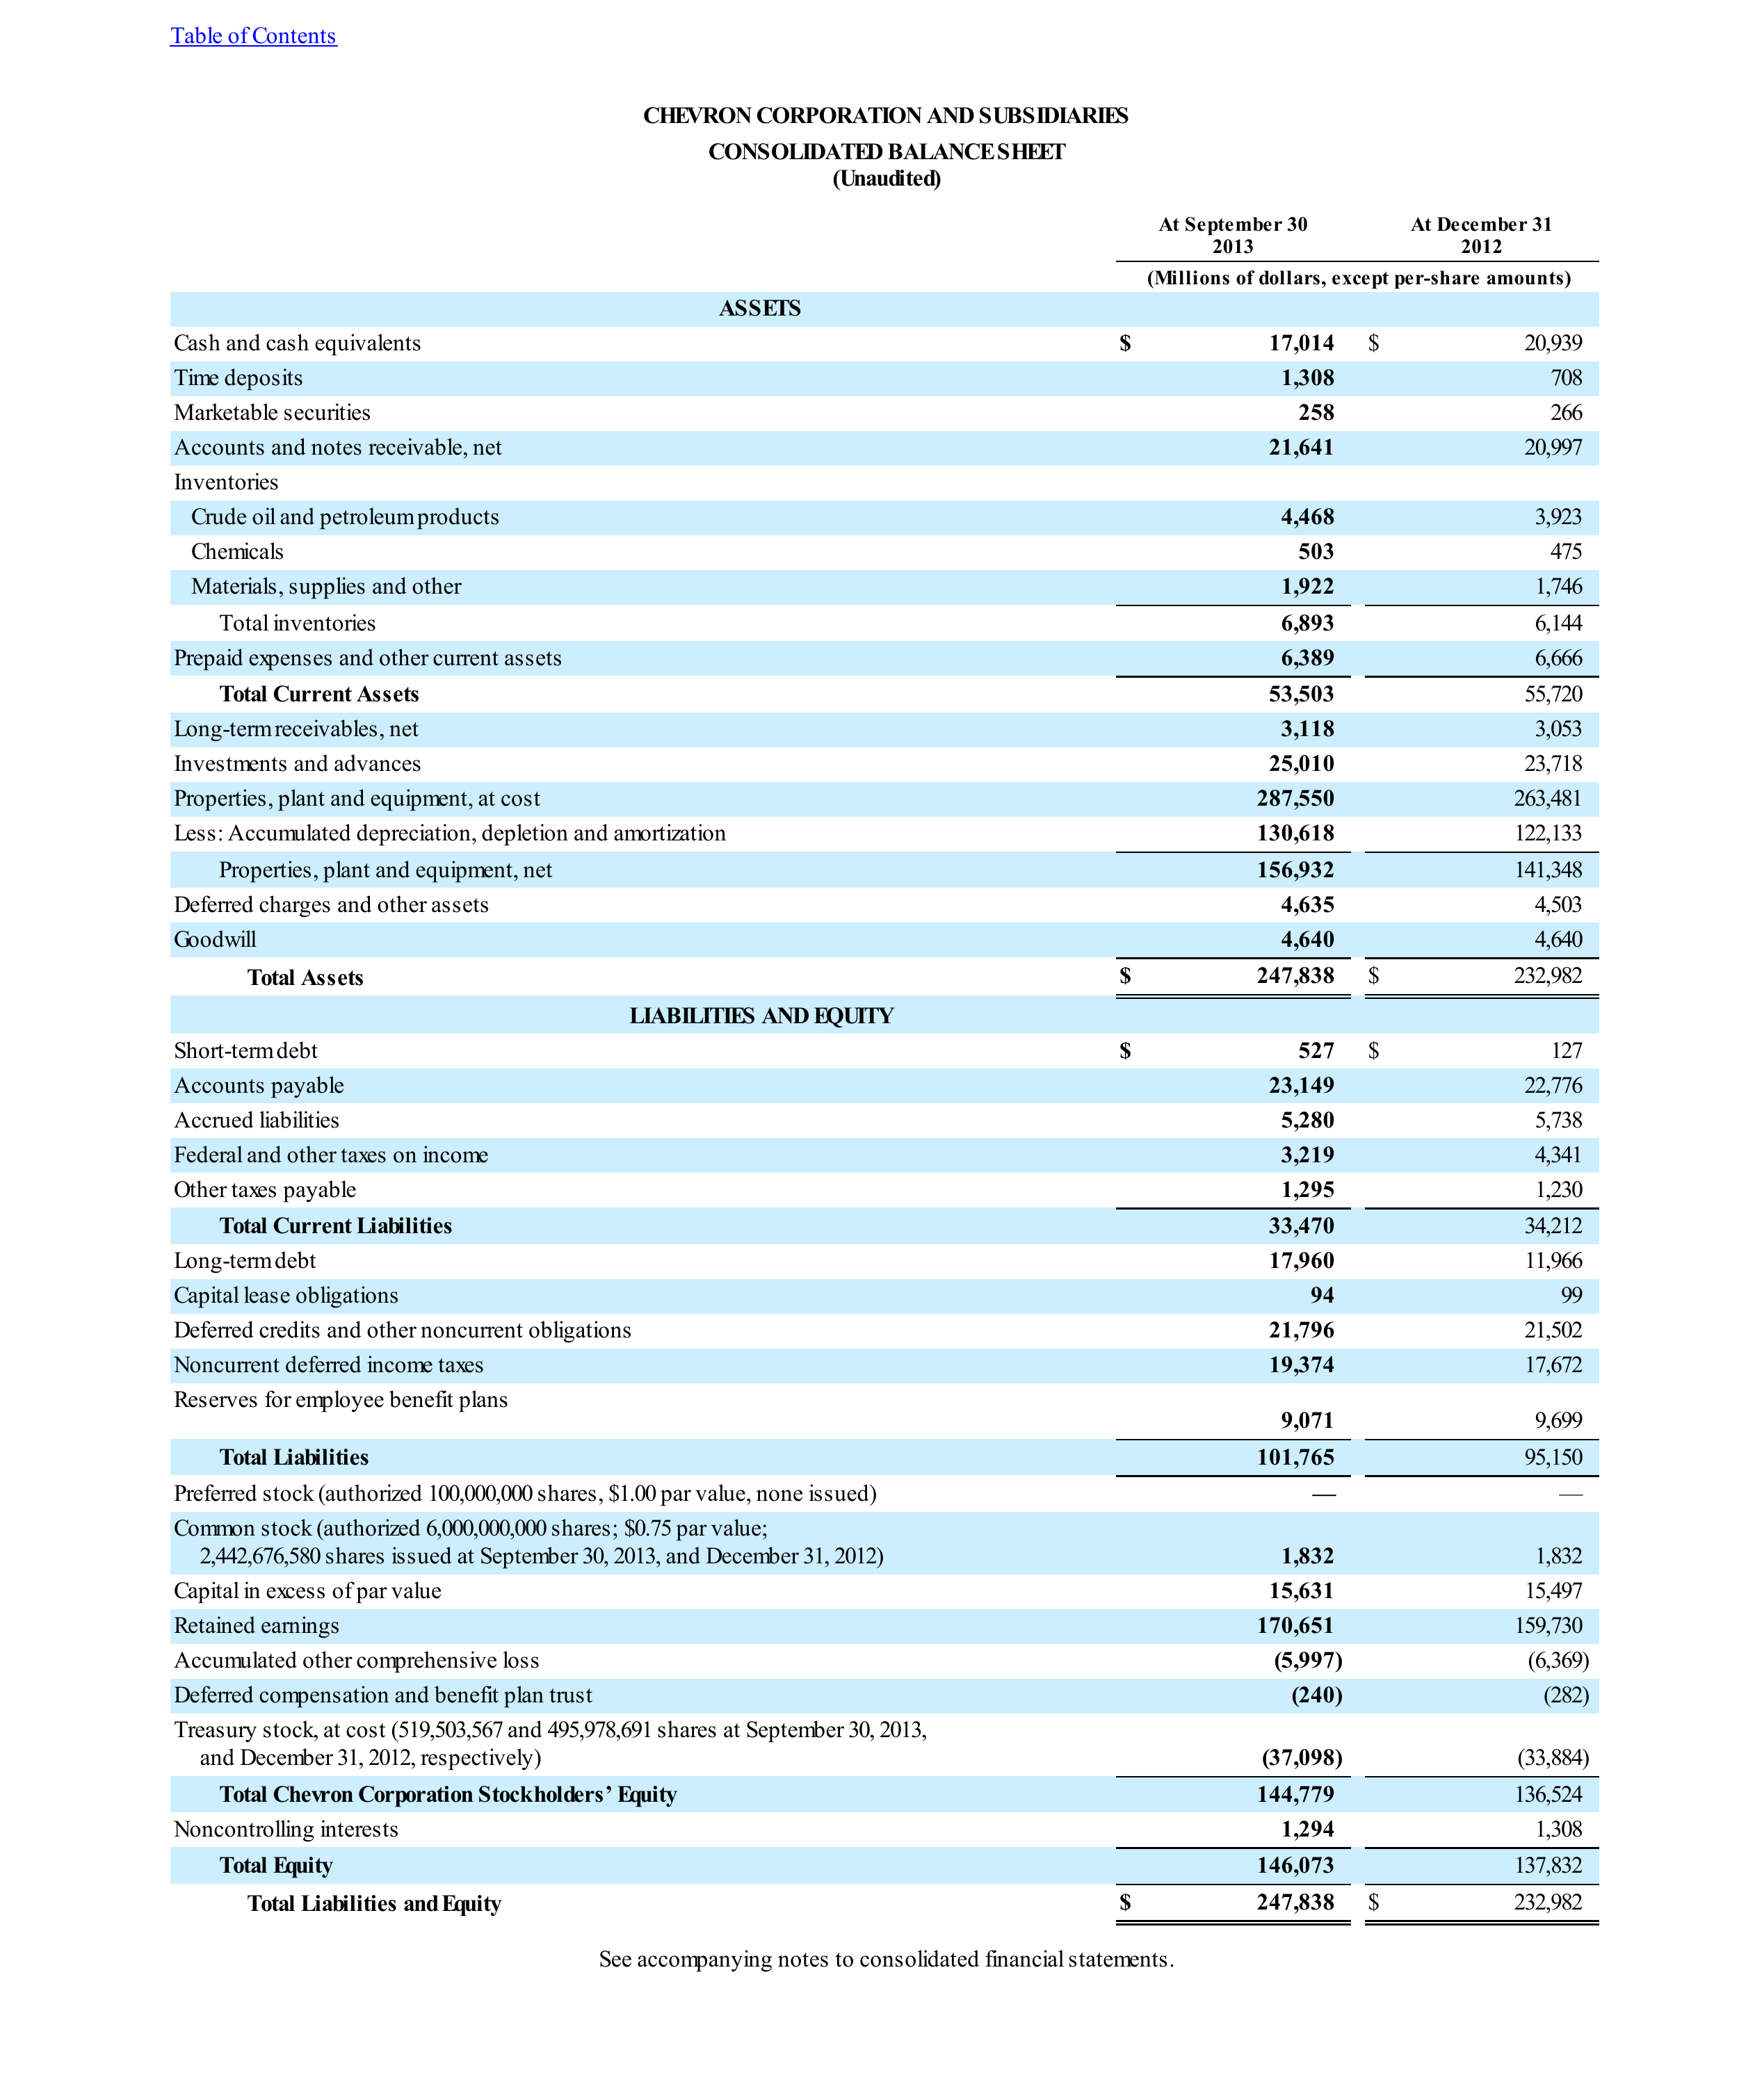 Table of Contents
CHEVRON CORPORATION AND SUBSIDIARIES
CONSOLIDATED BALANCE SHEET
(Unaudited)
At September 30 At December 31
2013 2012
(Millions of dollars, except per-share amounts)
ASSETS
Cash and cash equivalents $ 17,014 $ 20,939
Time deposits 1,308 708
Marketable securities 258 266
Accounts and notes receivable, net 21,641 20,997
Inventories
Crude oil and petroleum products 4,468 3,923
Chemicals 503 475
Materials, supplies and other 1,922 1,746
Total inventories 6,893 6,144
Prepaid expenses and other current assets 6,389 6,666
Total Current Assets 53,503 55,720
Long-term receivables, net 3,118 3,053
Investments and advances 25,010 23,718
Properties, plant and equipment, at cost 287,550 263,481
Less: Accumulated depreciation, depletion and amortization 130,618 122,133
Properties, plant and equipment, net 156,932 141,348
Deferred charges and other assets 4,635 4,503
Goodwill 4,640 4,640
Total Assets $ 247,838 $ 232,982
LIABILITIES AND EQUITY
Short-term debt $ 527 $ 127
Accounts payable 23,149 22,776
Accrued liabilities 5,280 5,738
Federal and other taxes on income 3,219 4,341
Other taxes payable 1,295 1,230
Total Current Liabilities 33,470 34,212
Long-term debt 17,960 11,966
Capital lease obligations 94 99
Deferred credits and other noncurrent obligations 21,796 21,502
Noncurrent deferred income taxes 19,374 17,672
Reserves for employee benefit plans 9,071 9,699
Total Liabilities 101,765 95,150
Preferred stock (authorized 100,000,000 shares, $1.00 par value, none issued) — —
Common stock (authorized 6,000,000,000 shares; $0.75 par value;
2,442,676,580 shares issued at September 30, 2013, and December 31, 2012) 1,832 1,832
Capital in excess of par value 15,631 15,497
Retained earnings 170,651 159,730
Accumulated other comprehensive loss (5,997) (6,369)
Deferred compensation and benefit plan trust (240) (282)
Treasury stock, at cost (519,503,567 and 495,978,691 shares at September 30, 2013,
and December 31, 2012, respectively) (37,098) (33,884)
Total Chevron Corporation Stockholders’ Equity 144,779 136,524
Noncontrolling interests 1,294 1,308
Total Equity 146,073 137,832
Total Liabilities and Equity $ 247,838 $ 232,982
See accompanying notes to consolidated financial statements.